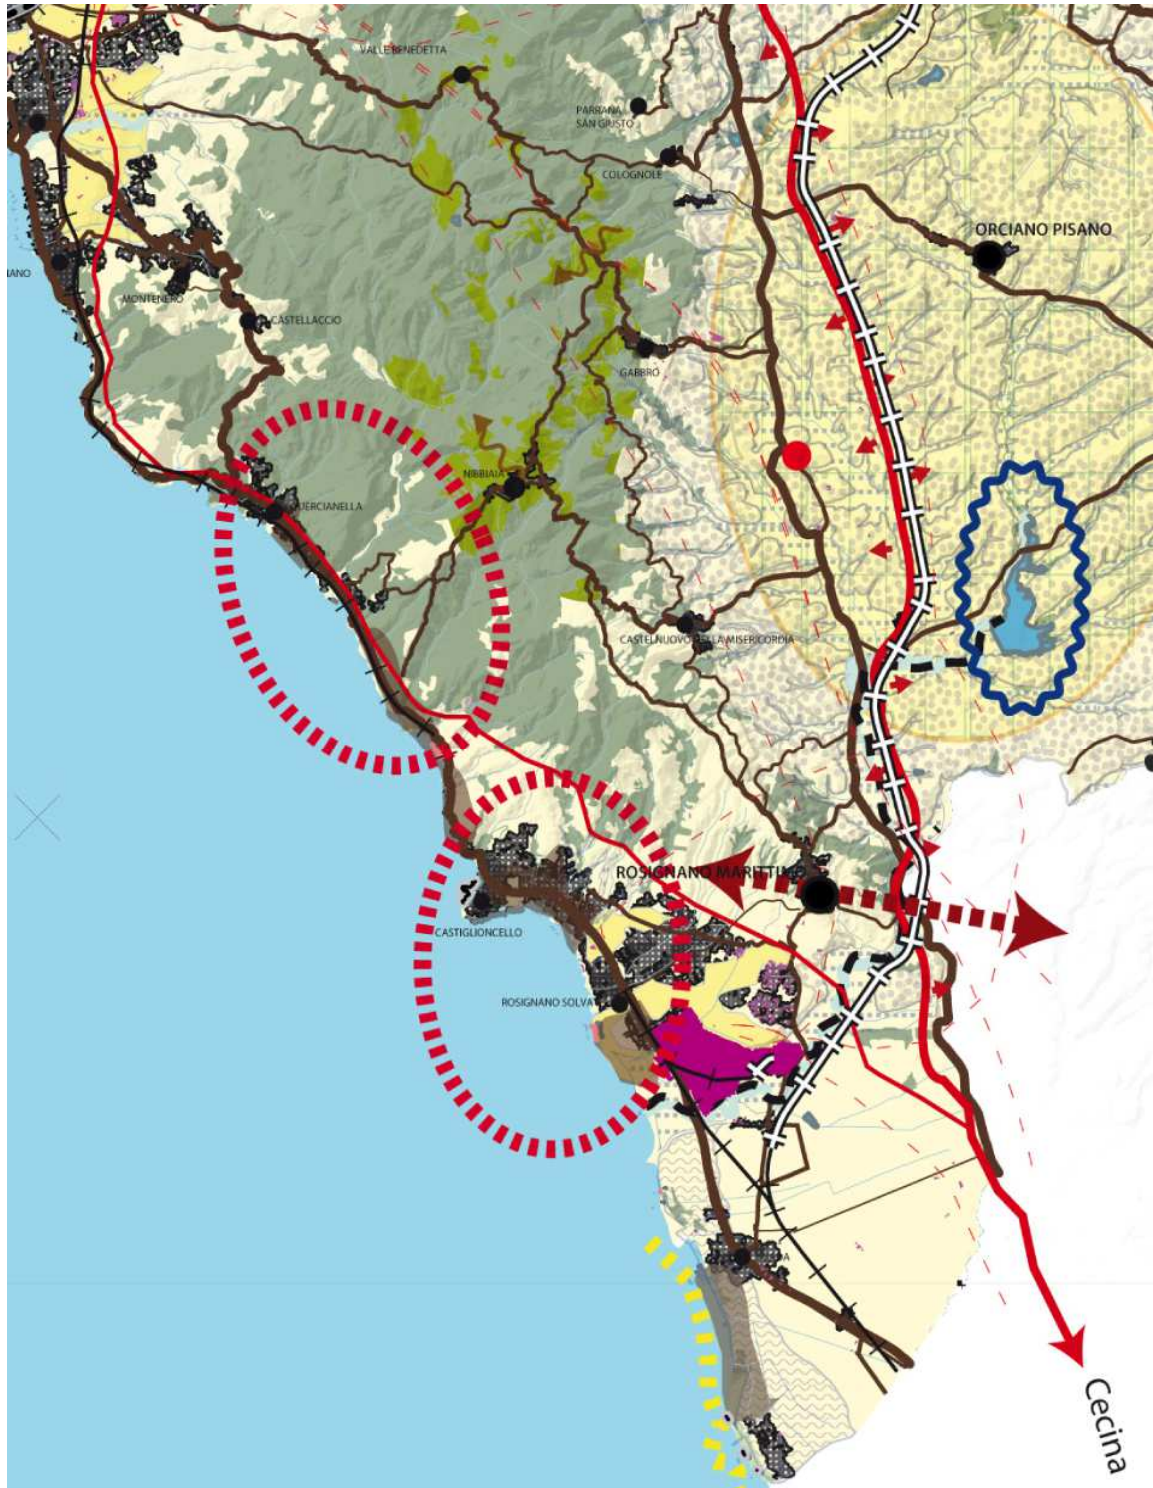 VALLE BENEDETTA
PARRANA
SAN GIUSTO
COLOGNOLE
ORCIANO PISANO
MONTENERO
CASTELLACCIO
GABBRO
NIBBIAIA
QUERCIANELLA
CASTELNUOVO DELLA MISERICORDIA
ROSIGNANO MARITTIMO
CASTIGLIONCELLO
ROSIGNANO SOLVA
Cecina